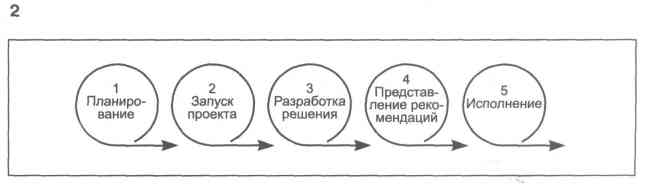 2
1
Планиро-
вание
2
Запуск
проекта
3
Разработка
решения
4
Представ-
ление реко-
мендаций
5
Исполнение